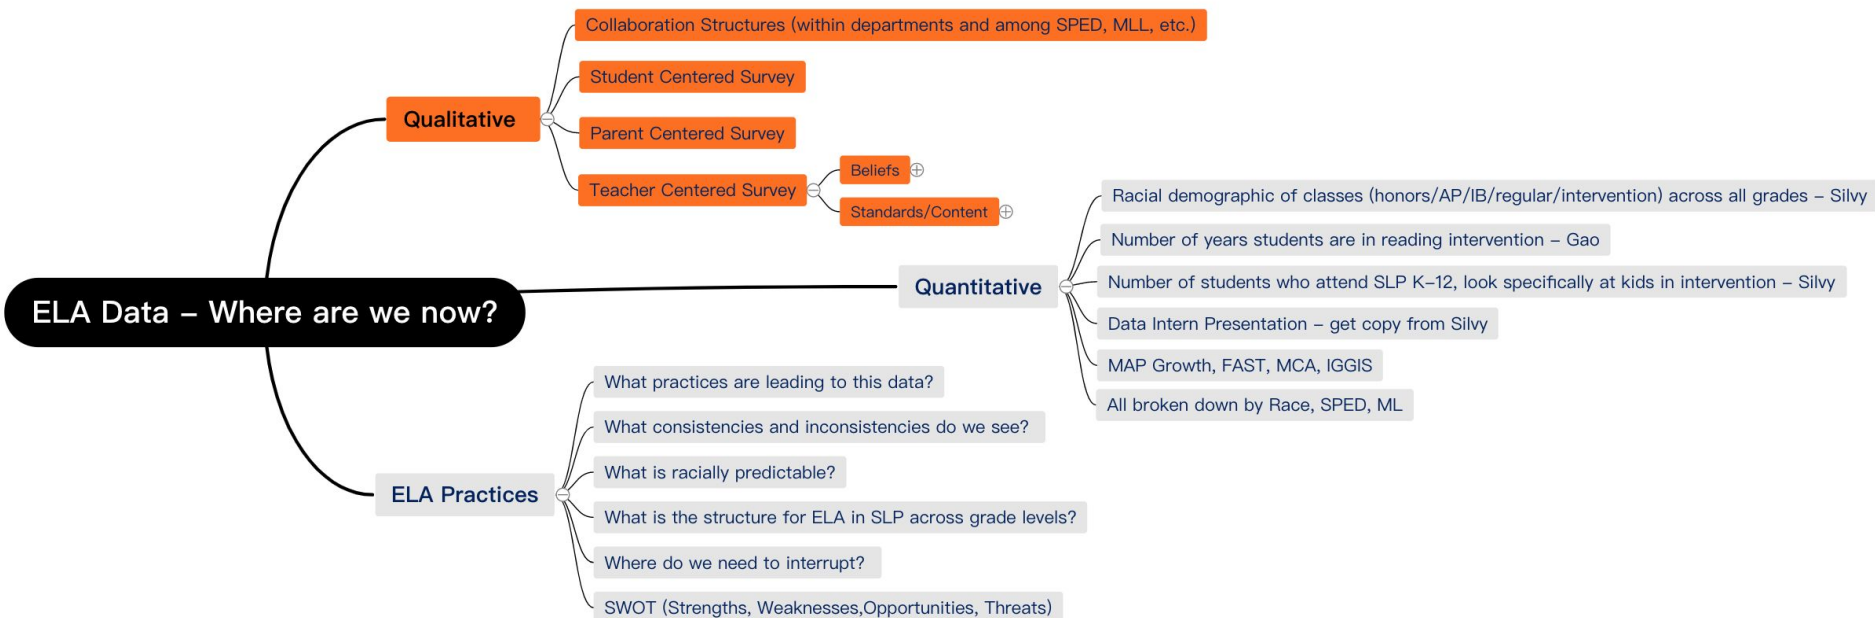 ELA Data – Where are we now?
Qualitative
Collaboration Structures (within departments and among SPED, MLL, etc.)
Student Centered Survey
Parent Centered Survey
Teacher Centered Survey
Beliefs
Standards/Content
Quantitative
Racial demographic of classes (honors/AP/IB/regular/intervention) across all grades – Silvy
Number of years students are in reading intervention – Gao
Number of students who attend SLP K–12, look specifically at kids in intervention – Silvy
Data Intern Presentation – get copy from Silvy
MAP Growth, FAST, MCA, IGGIS
All broken down by Race, SPED, ML
ELA Practices
What practices are leading to this data?
What consistencies and inconsistencies do we see?
What is racially predictable?
What is the structure for ELA in SLP across grade levels?
Where do we need to interrupt?
SWOT (Strengths, Weaknesses,Opportunities, Threats)